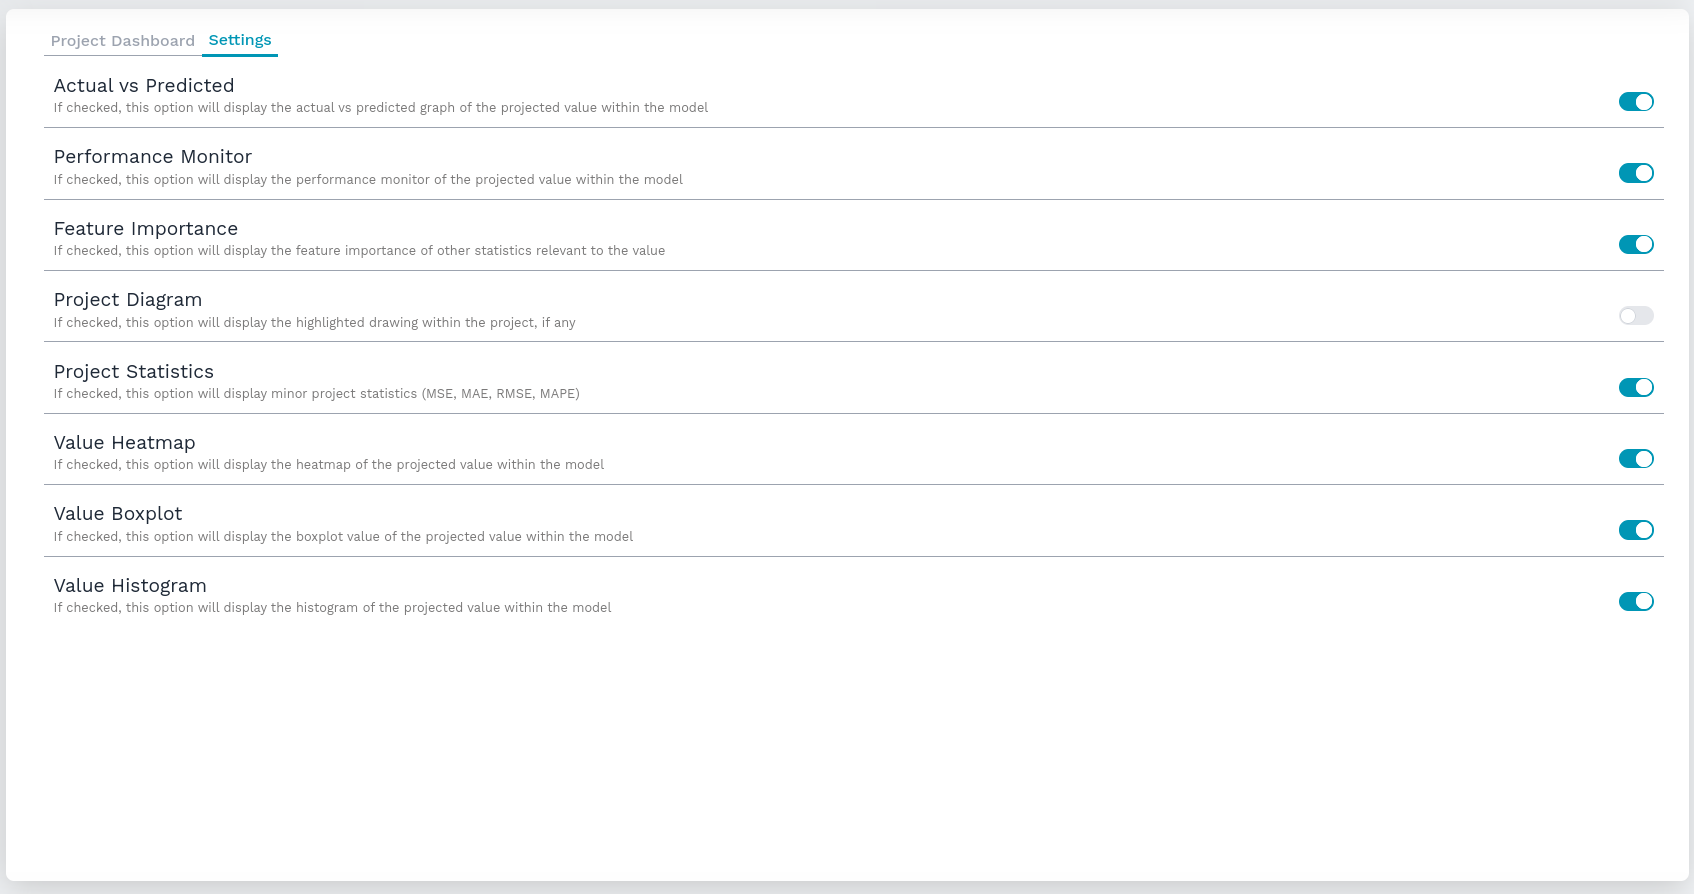 Project Dashboard Settings
Actual vs Predicted
If checked, this option will display the actual vs predicted graph of the projected value within the model
Performance Monitor
If checked, this option will display the performance monitor of the projected value within the model
Feature Importance
If checked, this option will display the feature importance of other statistics relevant to the value
Project Diagram
If checked, this option will display the highlighted drawing within the project, if any
Project Statistics
If checked, this option will display minor project statistics (MSE, MAE, RMSE, MAPE)
Value Heatmap
If checked, this option will display the heatmap of the projected value within the model
Value Boxplot
If checked, this option will display the boxplot value of the projected value within the model
Value Histogram
If checked, this option will display the histogram of the projected value within the model